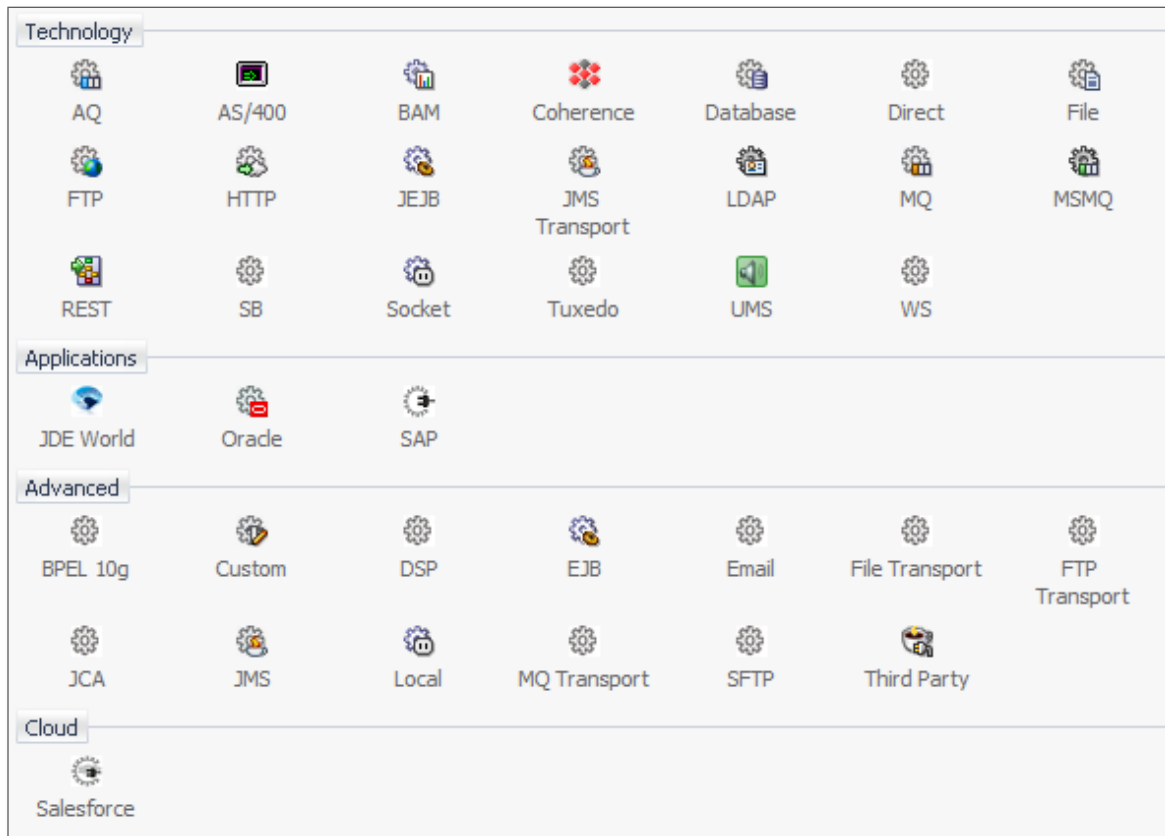 Technology
AQ AS/400 BAM Coherence Database Direct File
FTP HTTP JEJB JMS LDAP MQ MSMQ
Transport
REST SB Socket Tuxedo UMS WS
Applications
JDE World Oracle SAP
Advanced
BPEL 10g Custom DSP EJB Email File Transport FTP
Transport
JCA JMS Local MQ Transport SFTP Third Party
Cloud
Salesforce